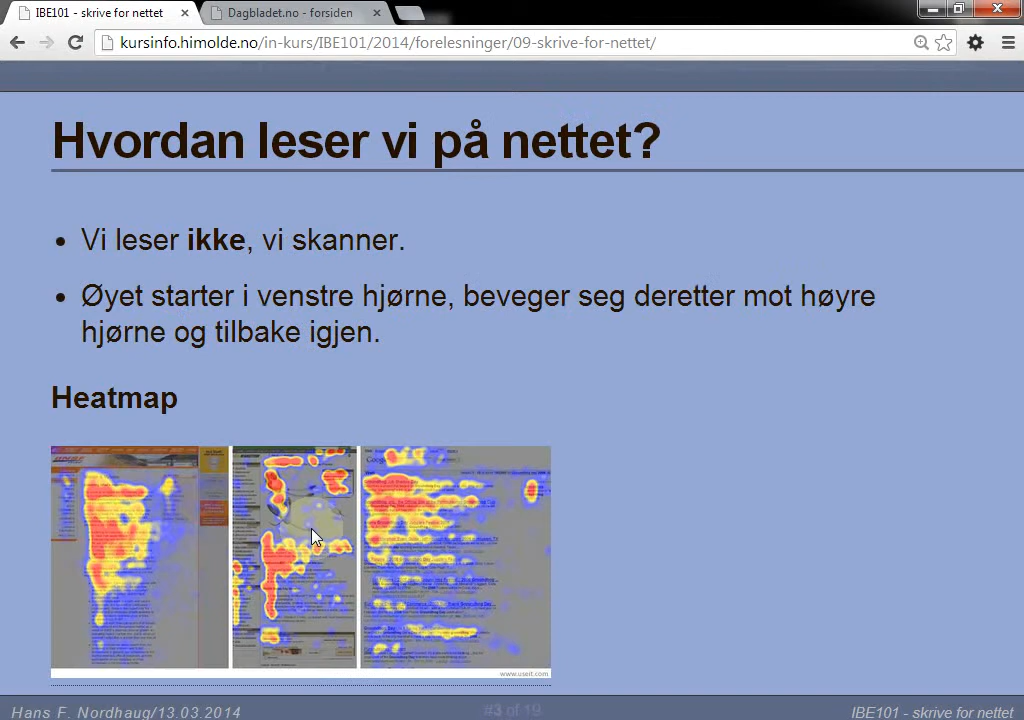 IBE101 - skrive for nettet
Dagbladet.no - forsiden
kursinfo.himolde.no/in-kurs/IBE101/2014/forelesninger/09-skrive-for-nettet/
Hvordan leser vi på nettet?
• Vi leser ikke, vi skanner.
• Øyet starter i venstre hjørne, beveger seg deretter mot høyre
hjørne og tilbake igjen.
Heatmap
www.useit.com
Hans F. Nordhaug/13.03.2014
#3 of 19
IBE101 - skrive for nettet